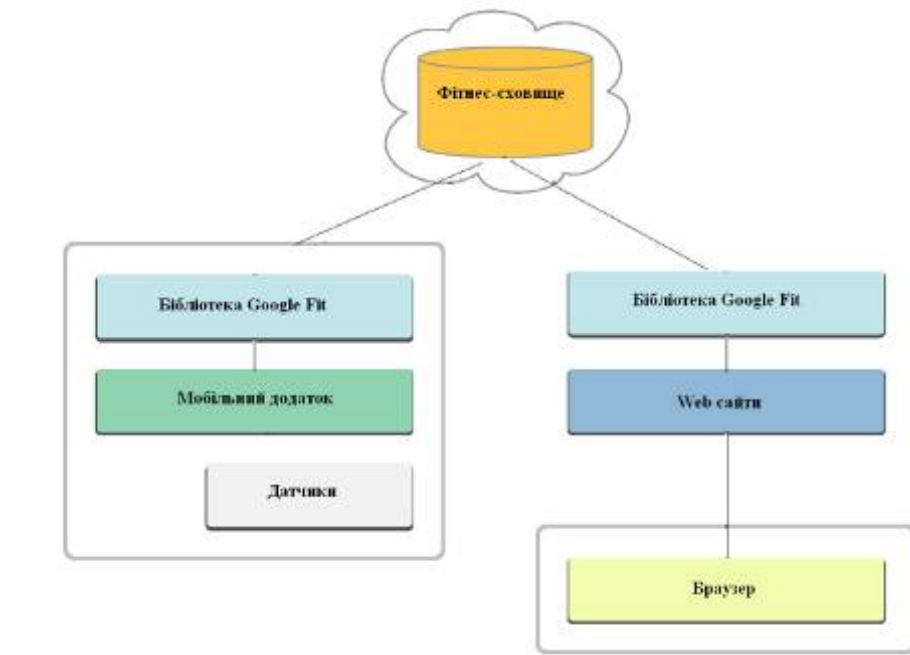 Фітнес-сховище
Бібліотека Google Fit
Бібліотека Google Fit
Мобільний додаток
Web сайти
Датчики
Браузер